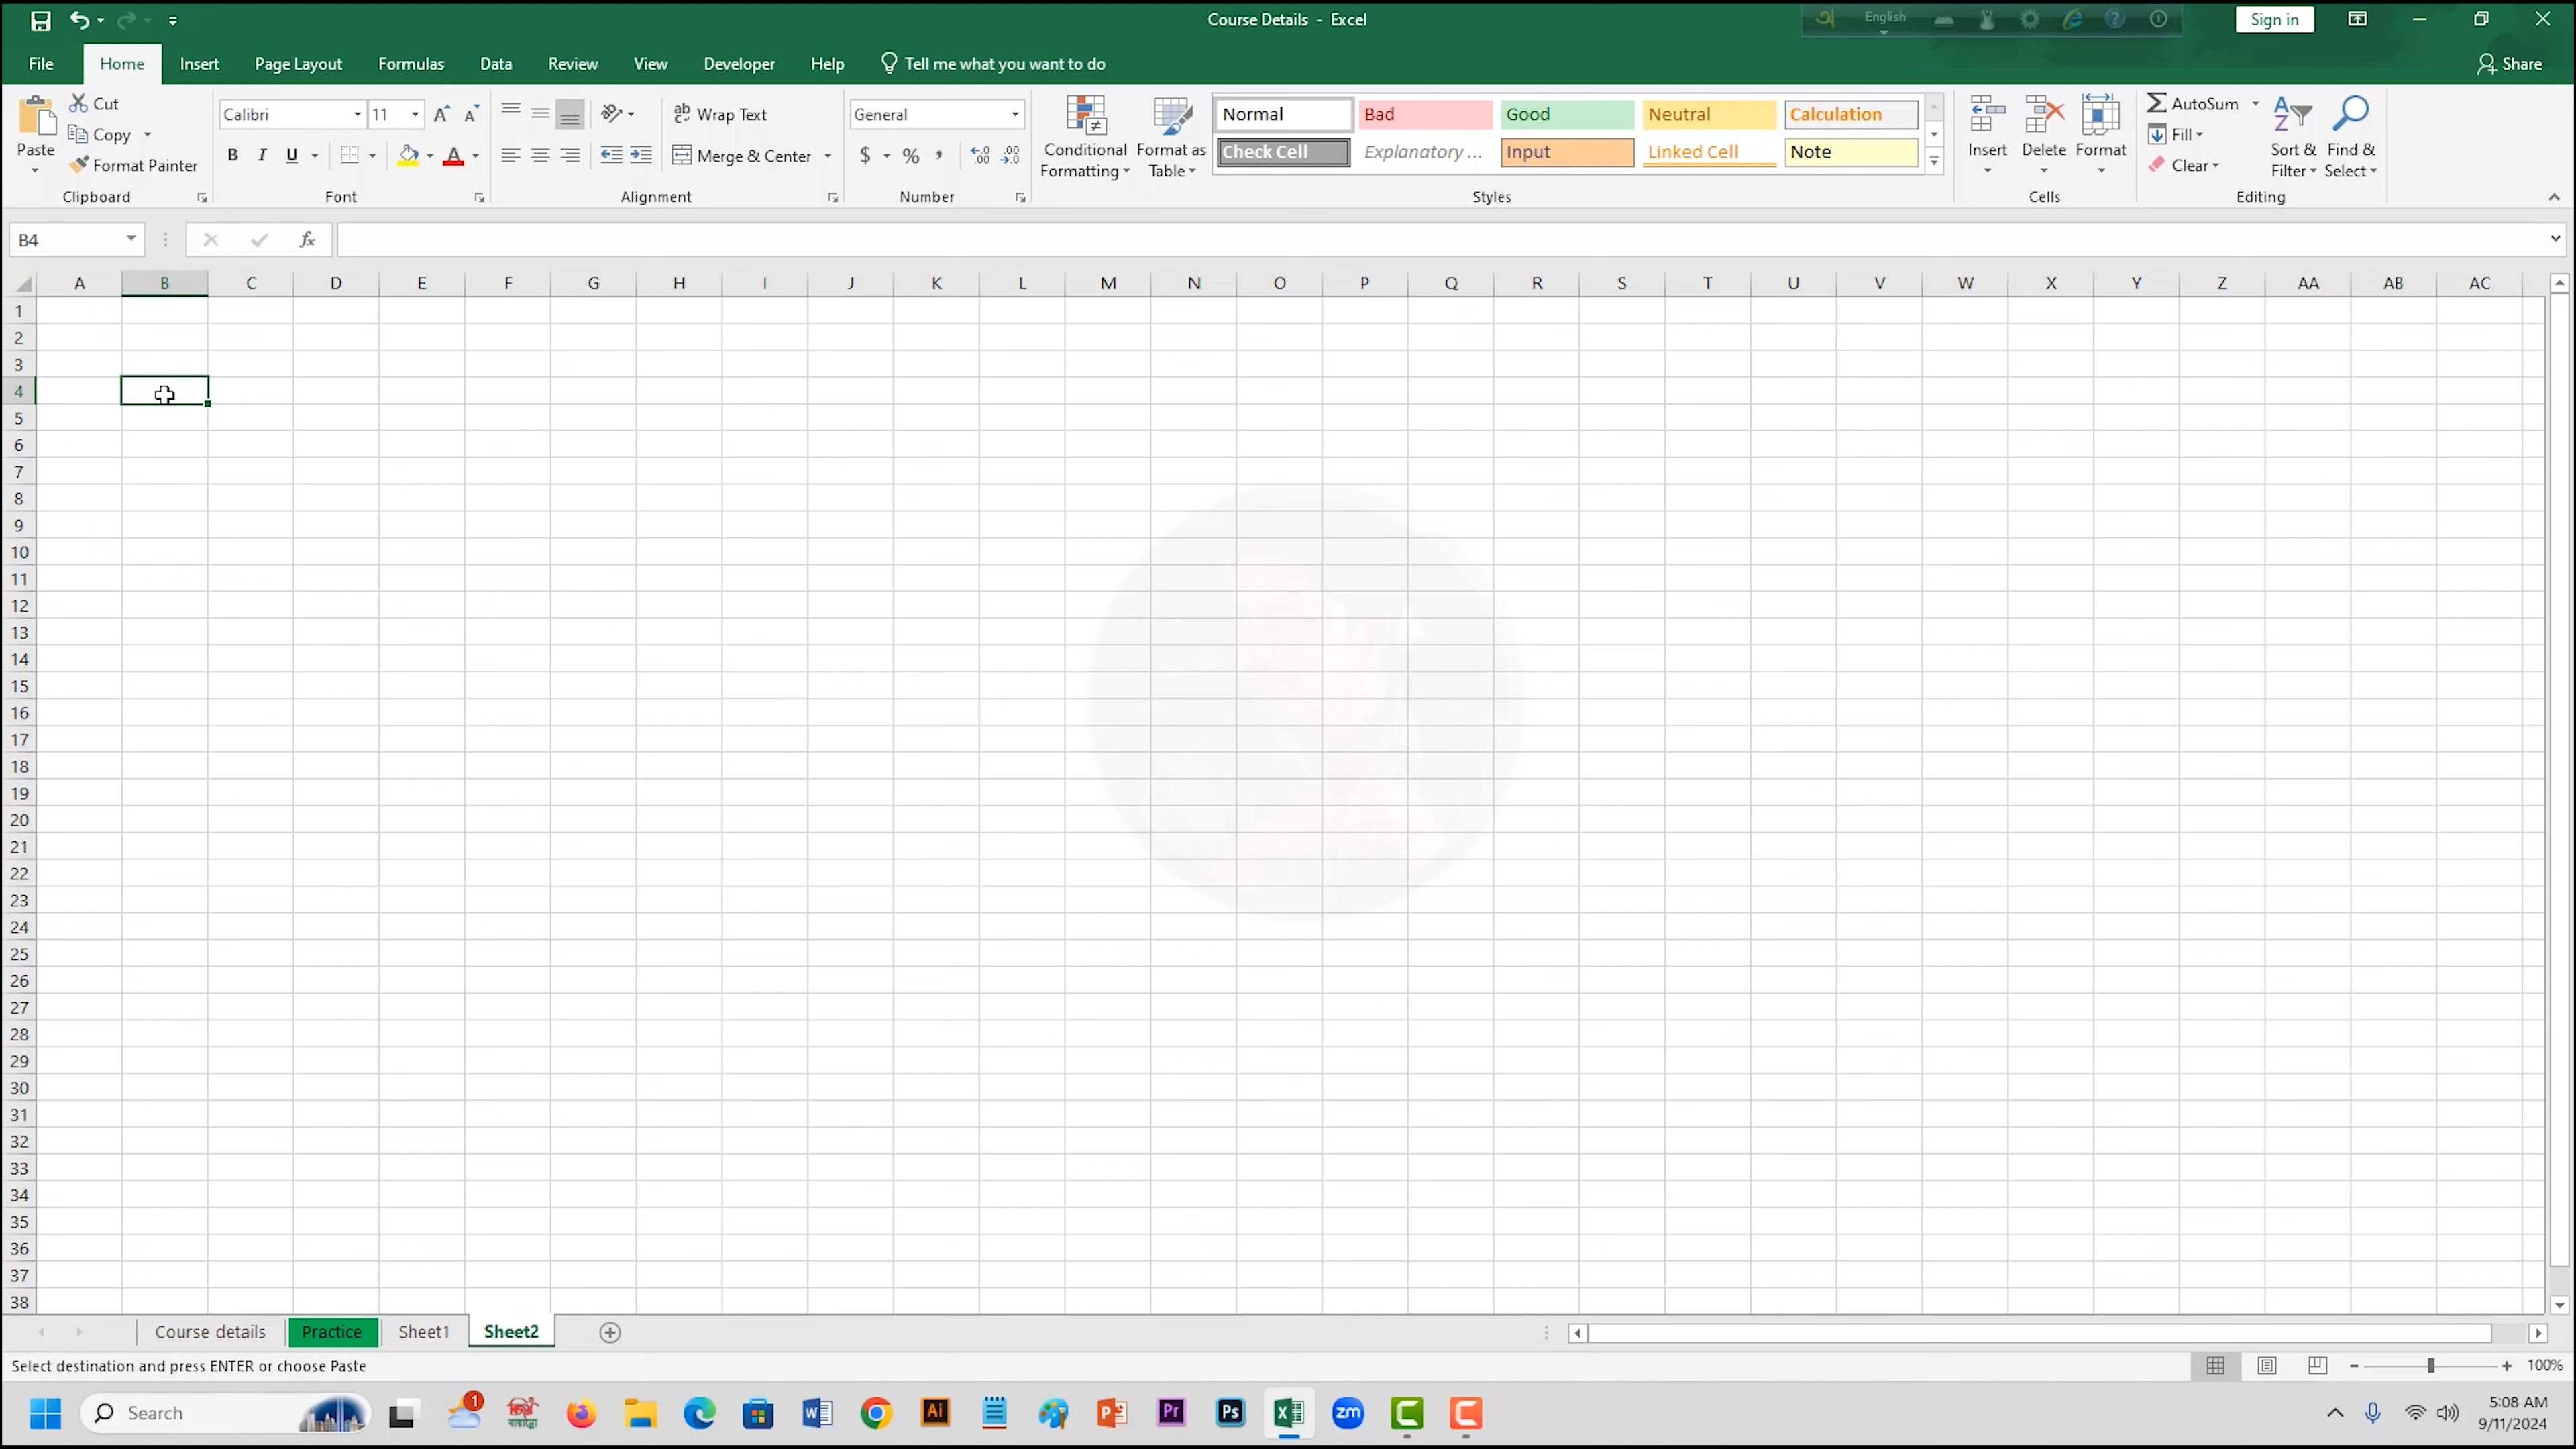 Course Details - Excel
English
Sign in
File Home Insert Page Layout Formulas Data Review View Developer Help Tell me what you want to do Share
Paste
Cut
Copy
Format Painter
Clipboard
Calibri 11
B I U
Font
Wrap Text
Merge & Center
Alignment
General
$ % ,
Number
Conditional Formatting
Format as Table
Normal Bad Good Neutral Calculation
Check Cell Explanatory ... Input Linked Cell Note
Styles
Insert Delete Format
Cells
AutoSum
Fill
Clear
Sort & Filter
Find & Select
Editing
B4 fx
A B C D E F G H I J K L M N O P Q R S T U V W X Y Z AA AB AC
1
2
3
4
5
6
7
8
9
10
11
12
13
14
15
16
17
18
19
20
21
22
23
24
25
26
27
28
29
30
31
32
33
34
35
36
37
38
Course details Practice Sheet1 Sheet2
Select destination and press ENTER or choose Paste
100%
Search
1
W
Ai
P
Pr
Ps
X
zm
5:08 AM
9/11/2024